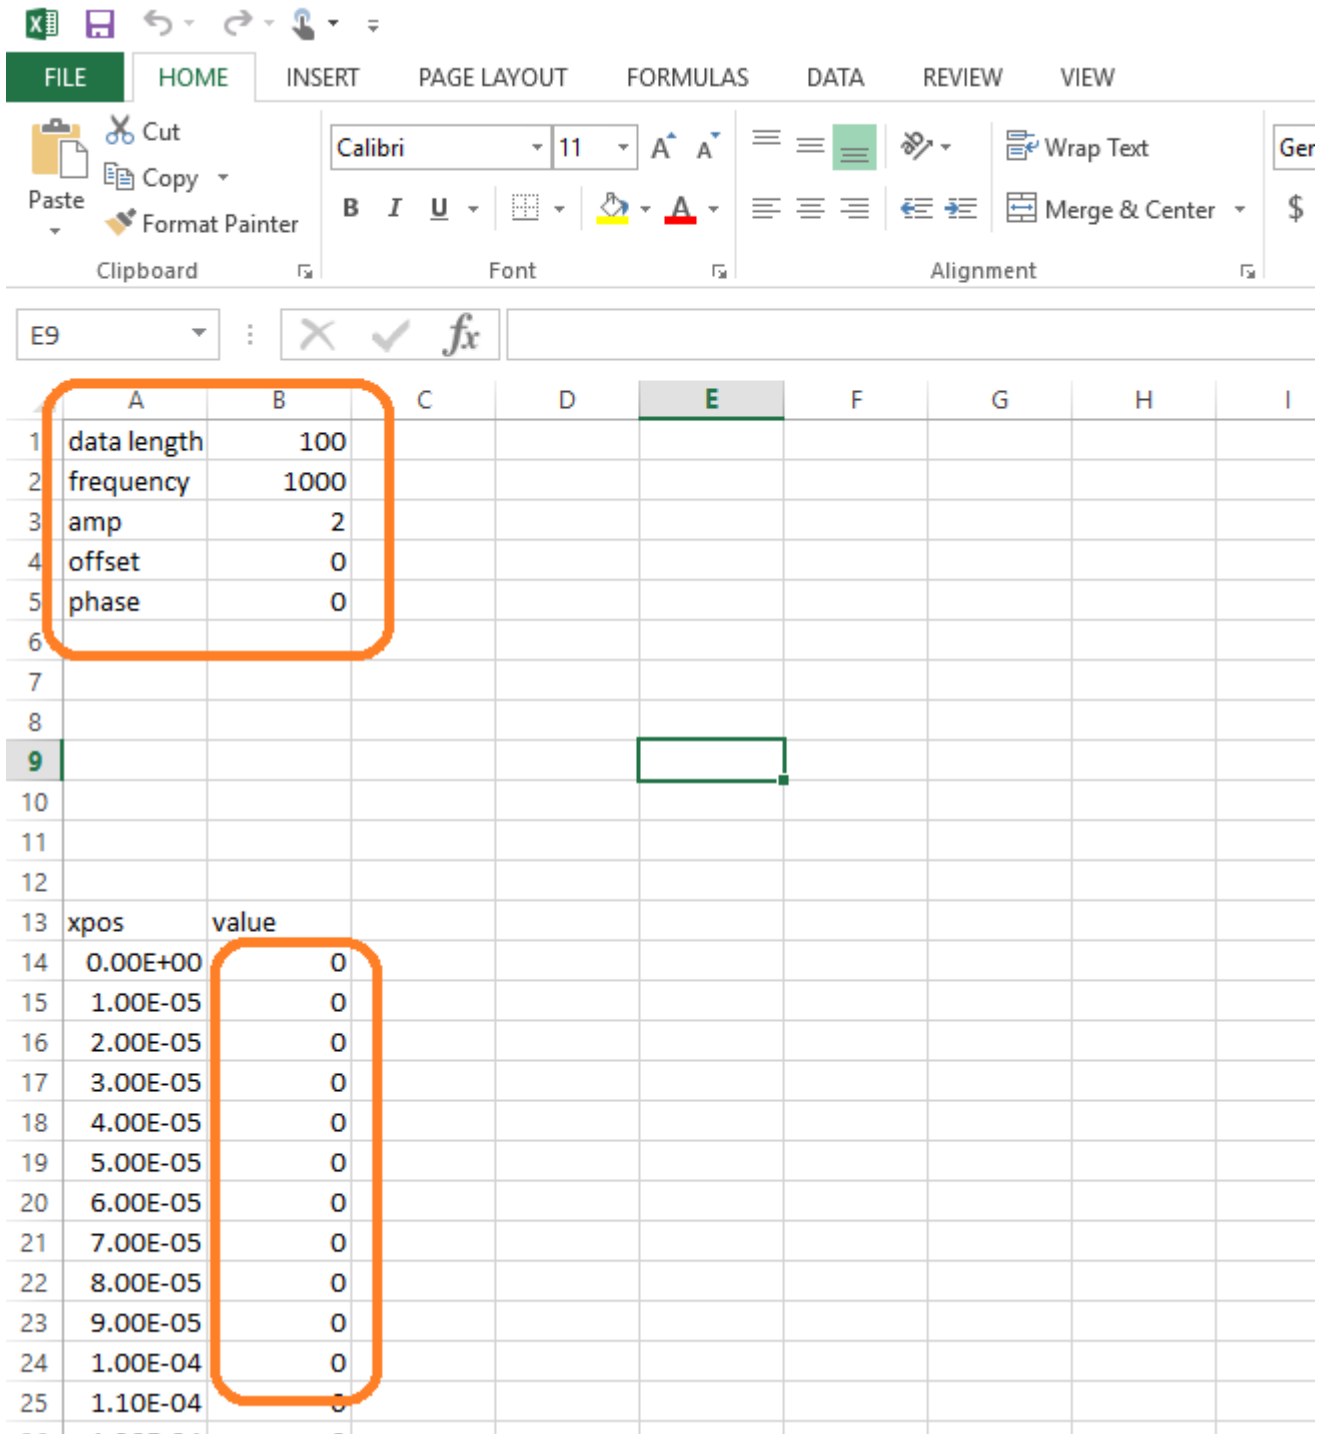 FILE HOME INSERT PAGE LAYOUT FORMULAS DATA REVIEW VIEW
Paste
Cut
Copy
Format Painter
Clipboard
Calibri 11 A A
B I U A
Font
Wrap Text
Merge & Center
Alignment
Ger
$
E9 fx
A B C D E F G H I
1 data length 100
2 frequency 1000
3 amp 2
4 offset 0
5 phase 0
6
7
8
9
10
11
12
13 xpos value
14 0.00E+00 0
15 1.00E-05 0
16 2.00E-05 0
17 3.00E-05 0
18 4.00E-05 0
19 5.00E-05 0
20 6.00E-05 0
21 7.00E-05 0
22 8.00E-05 0
23 9.00E-05 0
24 1.00E-04 0
25 1.10E-04 0